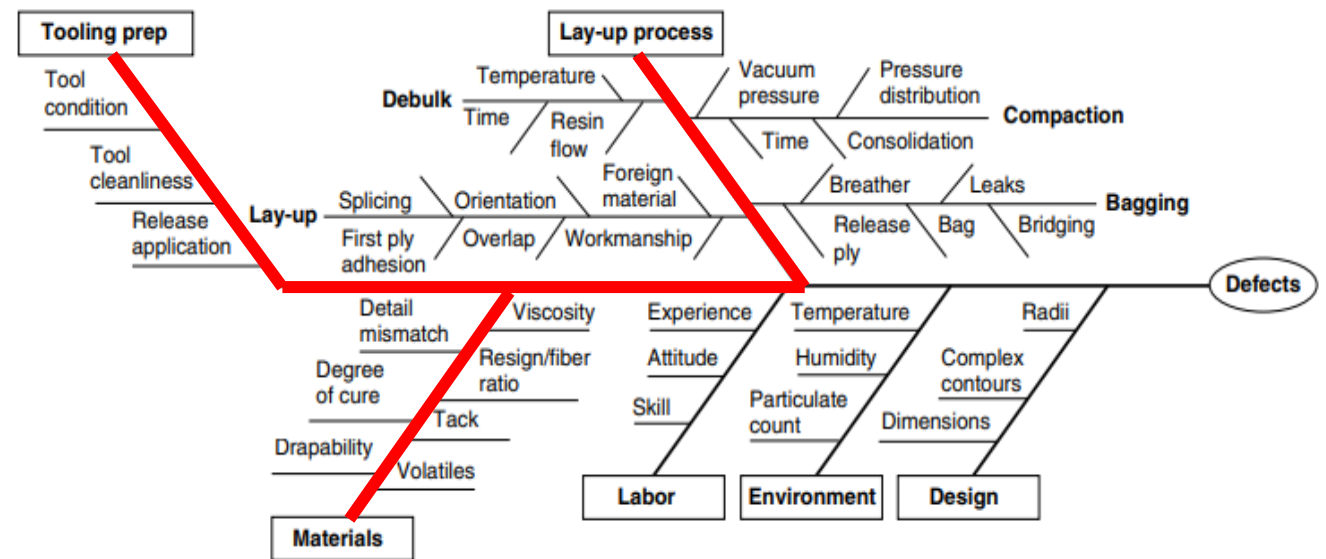 Tooling prep
Lay-up process
Tool
condition
Tool
cleanliness
Release
application
Debulk
Temperature
Time
Resin
flow
Vacuum
pressure
Pressure
distribution
Time
Consolidation
Compaction
Lay-up
Splicing
Orientation
Foreign
material
First ply
adhesion
Overlap
Workmanship
Breather
Leaks
Release
ply
Bag
Bridging
Bagging
Defects
Detail
mismatch
Viscosity
Degree
of cure
Resign/fiber
ratio
Tack
Drapability
Volatiles
Materials
Experience
Attitude
Skill
Labor
Temperature
Humidity
Particulate
count
Environment
Radii
Complex
contours
Dimensions
Design